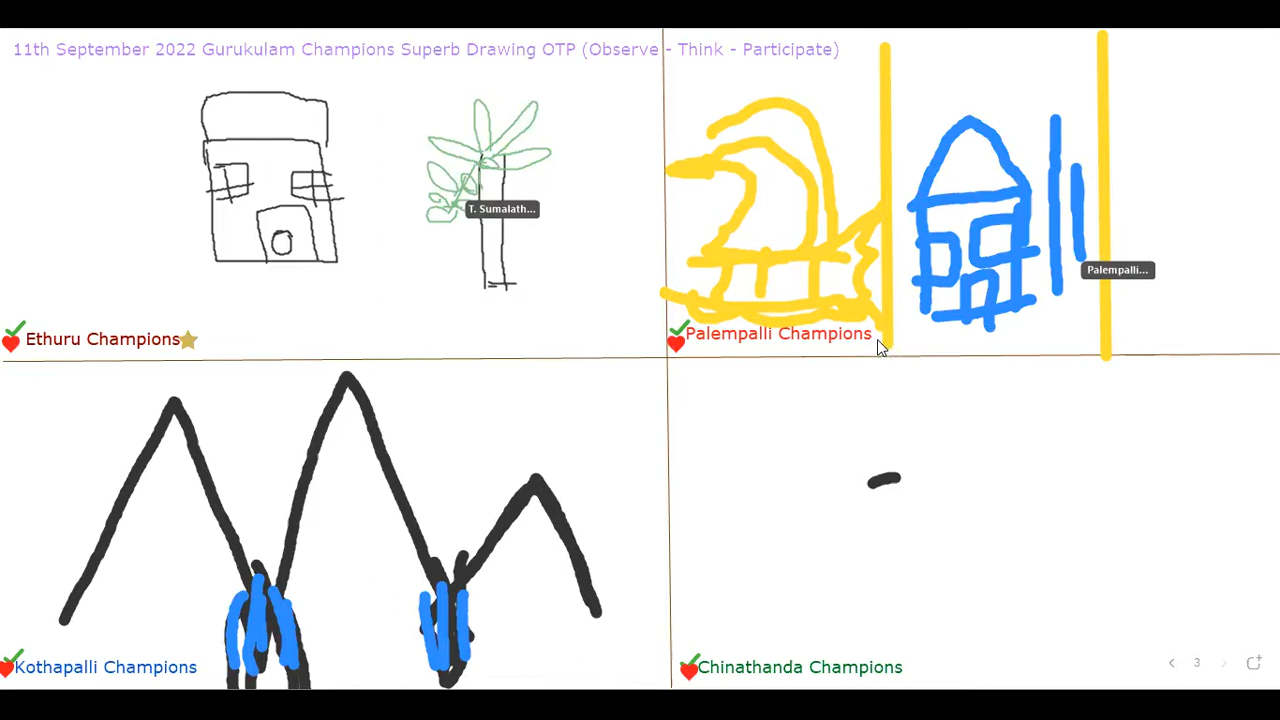 11th September 2022 Gurukulam Champions Superb Drawing OTP (Observe - Think - Participate)
T. Sumalath...
Palempalli...
Ethuru Champions
Palempalli Champions
Kothapalli Champions
Chinathanda Champions
3